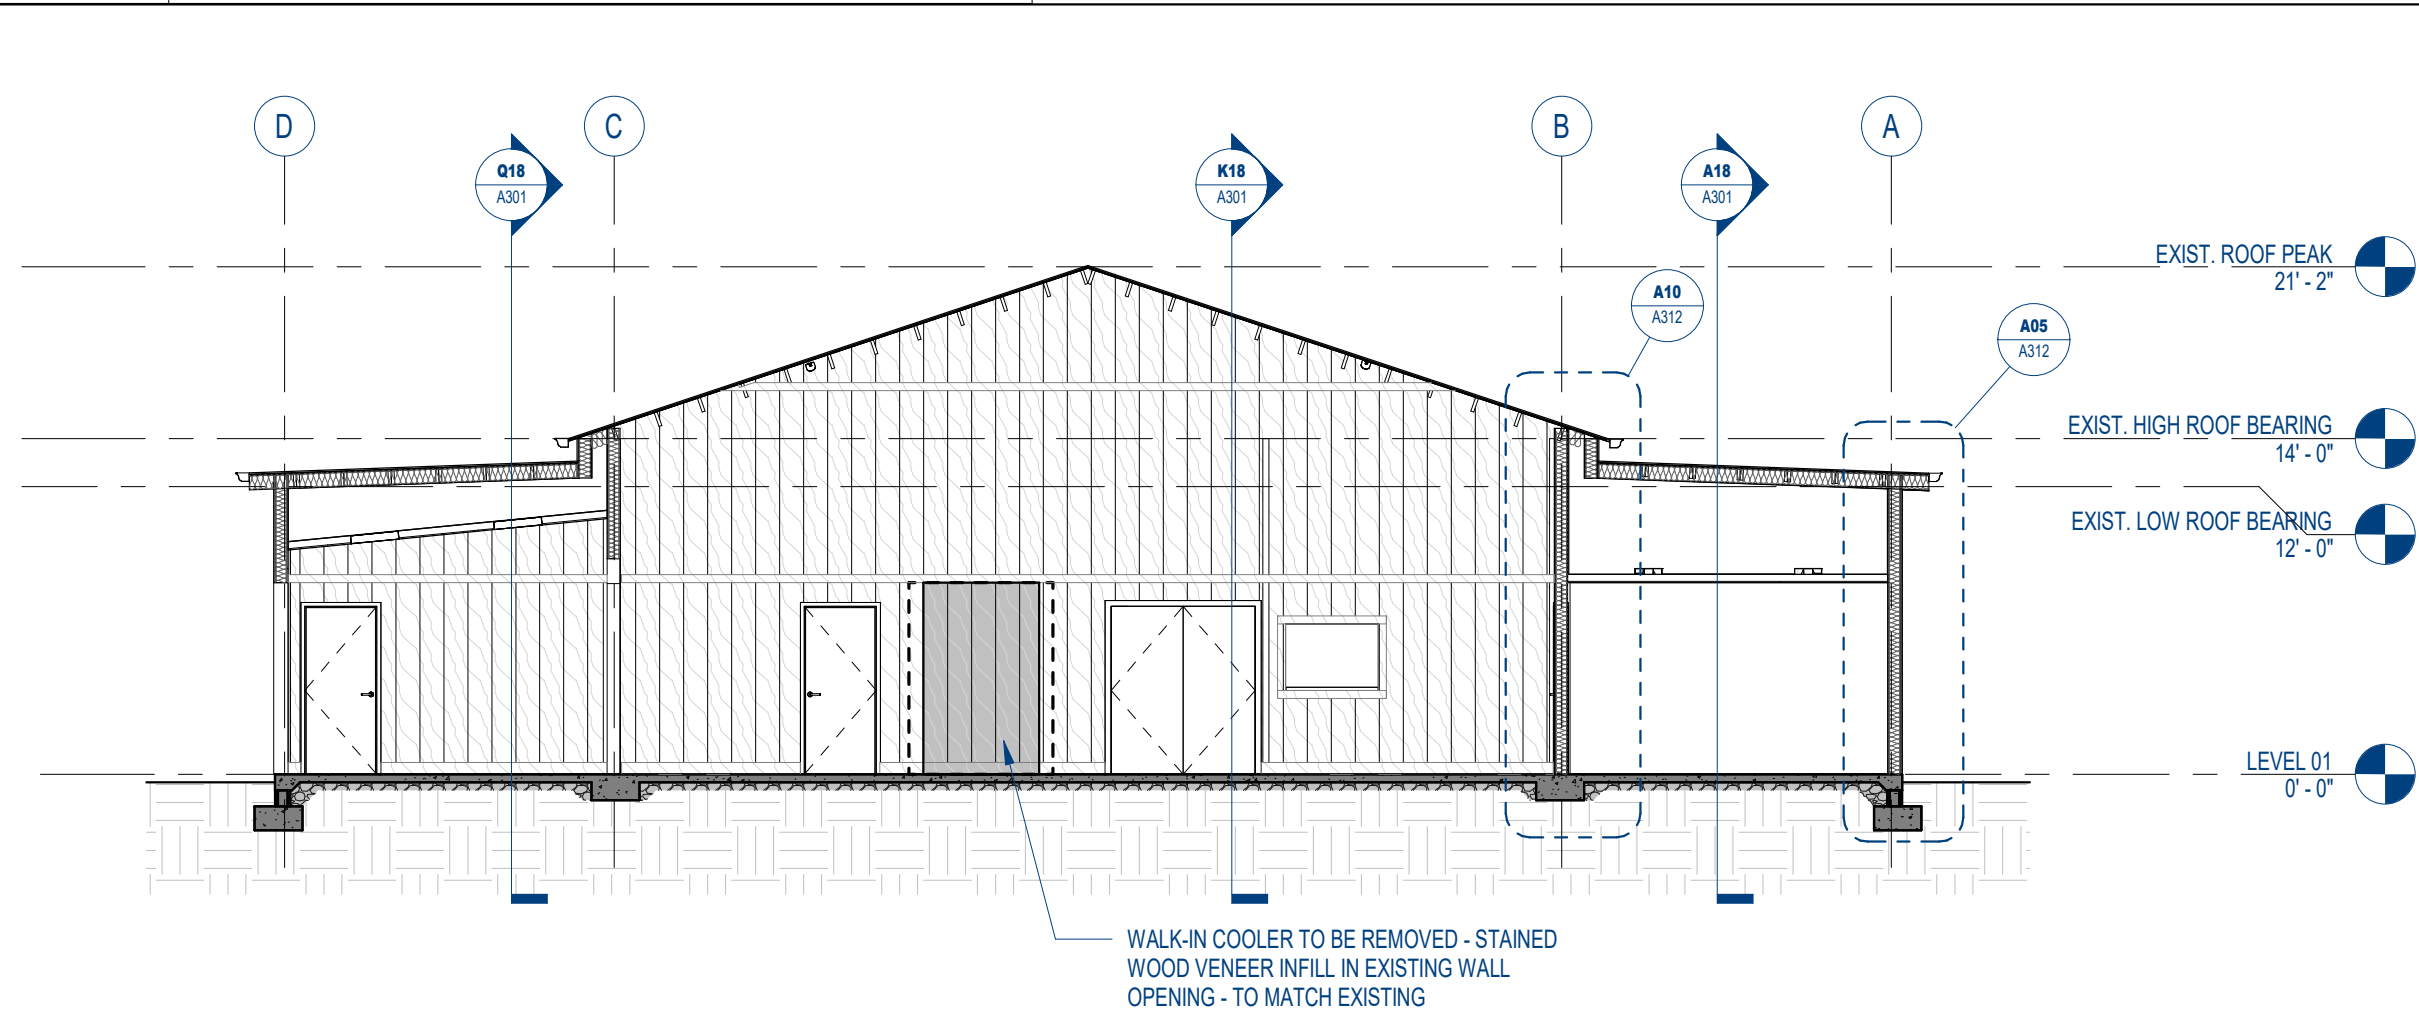 D
C
B
A
Q18
A301
K18
A301
A18
A301
A10
A312
A05
A312
EXIST. ROOF PEAK
21' - 2"
EXIST. HIGH ROOF BEARING
14' - 0"
EXIST. LOW ROOF BEARING
12' - 0"
LEVEL 01
0' - 0"
WALK-IN COOLER TO BE REMOVED - STAINED
WOOD VENEER INFILL IN EXISTING WALL
OPENING - TO MATCH EXISTING